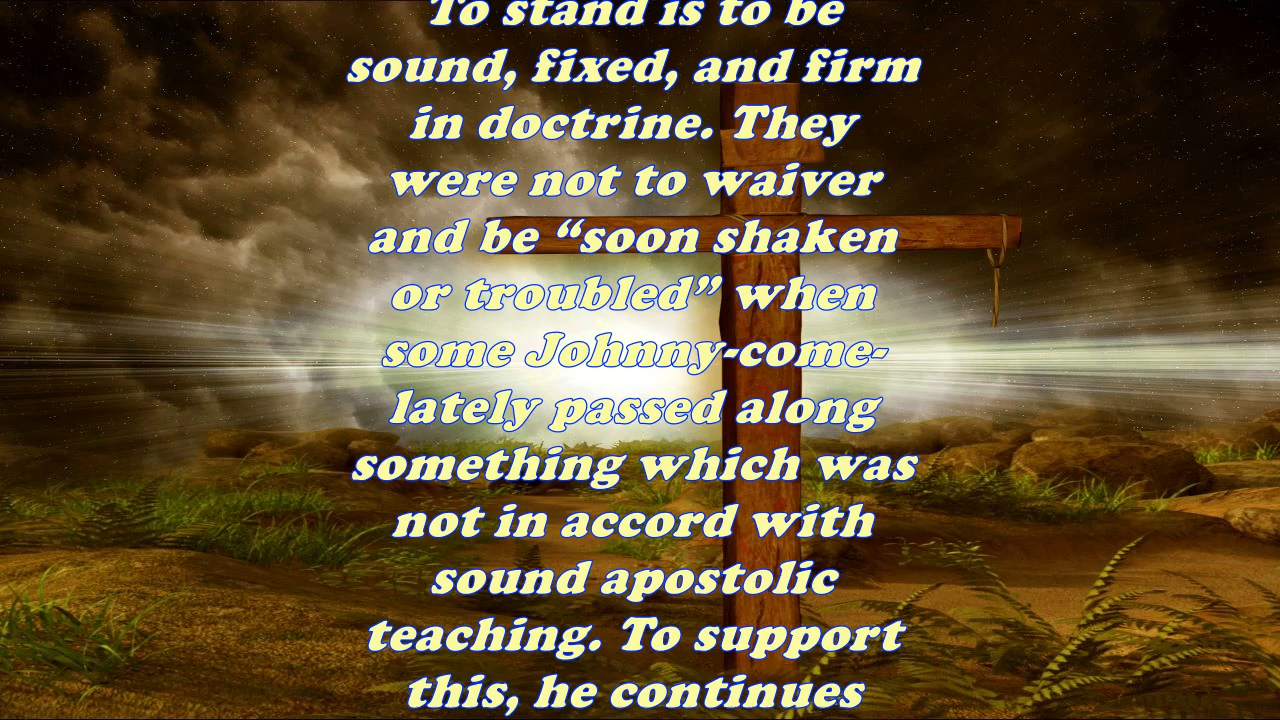 To stand is to be
sound, fixed, and firm
in doctrine. They
were not to waiver
and be “soon shaken
or troubled” when
some Johnny-come-
lately passed along
something which was
not in accord with
sound apostolic
teaching. To support
this, he continues